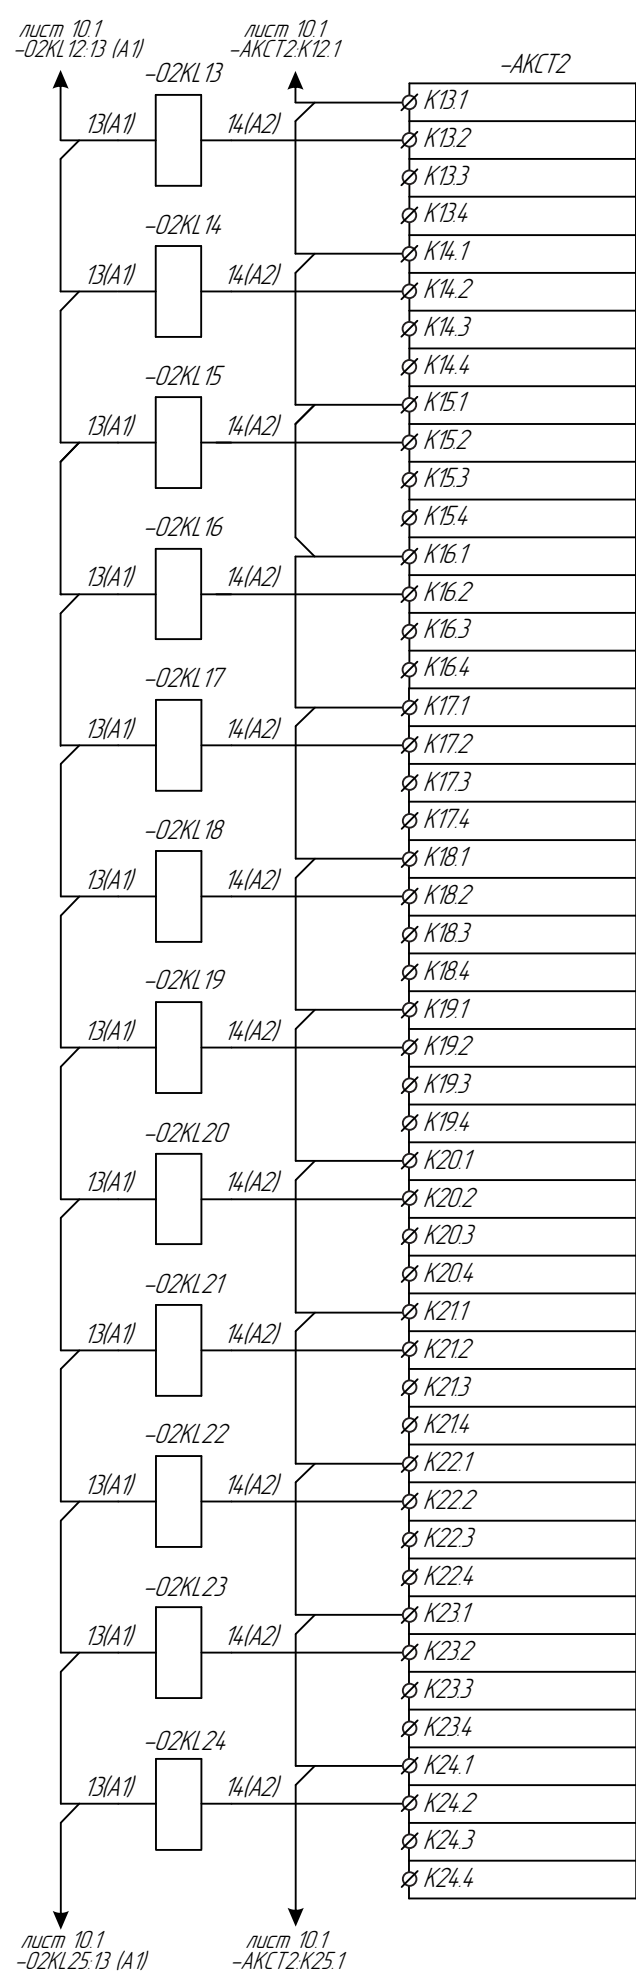 лист 10.1
-02KL12:13 (A1)
лист 10.1
-АКСТ2:К12.1
-АКСТ2
-02KL13
13(A1)
14(A2)
K13.1
K13.2
K13.3
K13.4
-02KL14
13(A1)
14(A2)
K14.1
K14.2
K14.3
K14.4
-02KL15
13(A1)
14(A2)
K15.1
K15.2
K15.3
K15.4
-02KL16
13(A1)
14(A2)
K16.1
K16.2
K16.3
K16.4
-02KL17
13(A1)
14(A2)
K17.1
K17.2
K17.3
K17.4
-02KL18
13(A1)
14(A2)
K18.1
K18.2
K18.3
K18.4
-02KL19
13(A1)
14(A2)
K19.1
K19.2
K19.3
K19.4
-02KL20
13(A1)
14(A2)
K20.1
K20.2
K20.3
K20.4
-02KL21
13(A1)
14(A2)
K21.1
K21.2
K21.3
K21.4
-02KL22
13(A1)
14(A2)
K22.1
K22.2
K22.3
K22.4
-02KL23
13(A1)
14(A2)
K23.1
K23.2
K23.3
K23.4
-02KL24
13(A1)
14(A2)
K24.1
K24.2
K24.3
K24.4
лист 10.1
-02KL25:13 (A1)
лист 10.1
-АКСТ2:К25.1